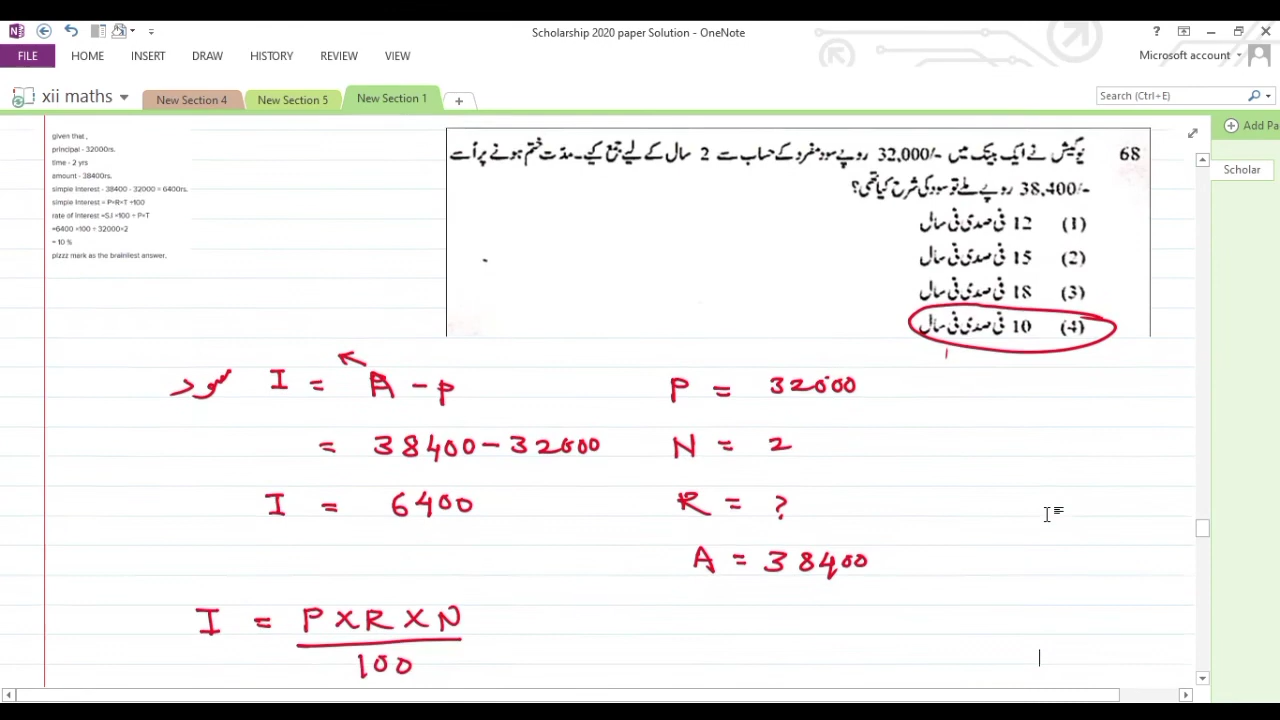 Scholarship 2020 paper Solution - OneNote
FILE HOME INSERT DRAW HISTORY REVIEW VIEW
Microsoft account
xii maths
New Section 4 New Section 5 New Section 1
Search (Ctrl+E)
Add Pa
Scholar
given that ,
principal - 32000rs.
time - 2 yrs
amount - 38400rs.
simple Interest - 38400 - 32000 = 6400rs.
simple Interest = P×R×T ÷100
rate of Interest =S.I ×100 ÷ P×T
=6400 ×100 ÷ 32000×2
= 10 %
plzzz mark as the brainliest answer.
68 یوگیش نے ایک بینک میں 32,000/- روپے سود مفرد کے حساب سے 2 سال کے لیے جمع کیے۔ مدّت ختم ہونے پر اُسے
38,400/- روپے ملے تو سود کی شرح کیا تھی؟
(1) 12 فی صدی فی سال
(2) 15 فی صدی فی سال
(3) 18 فی صدی فی سال
(4) 10 فی صدی فی سال
I = A - P
= 38400 - 32000
I = 6400
P = 32000
N = 2
R = ?
A = 38400
I = P X R X N
100